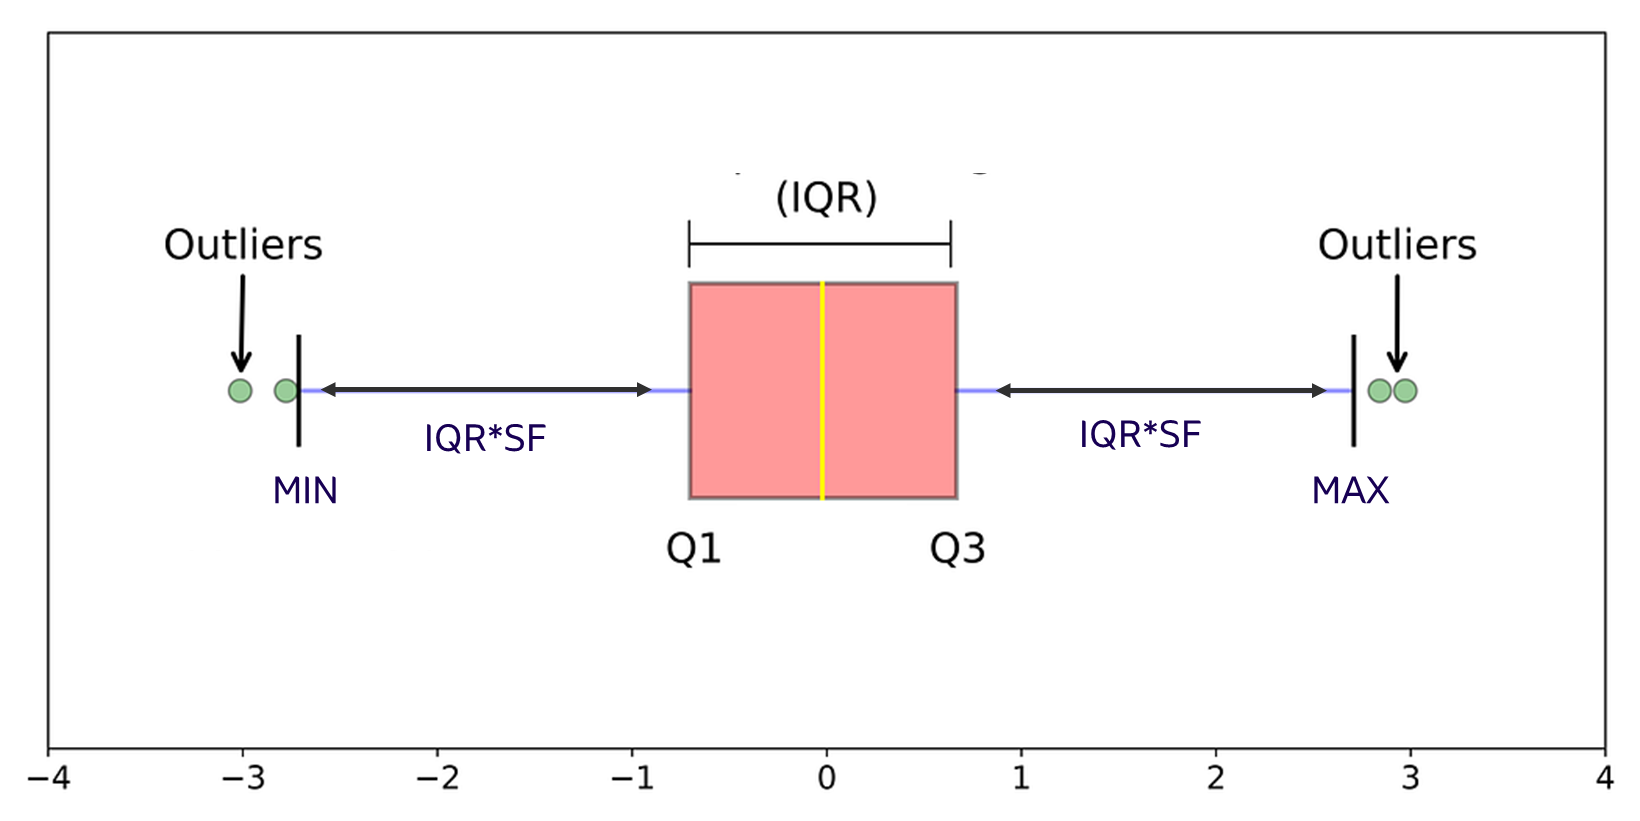 (IQR)
Outliers
Outliers
IQR*SF
IQR*SF
MIN
MAX
Q1
Q3
−4 −3 −2 −1 0 1 2 3 4